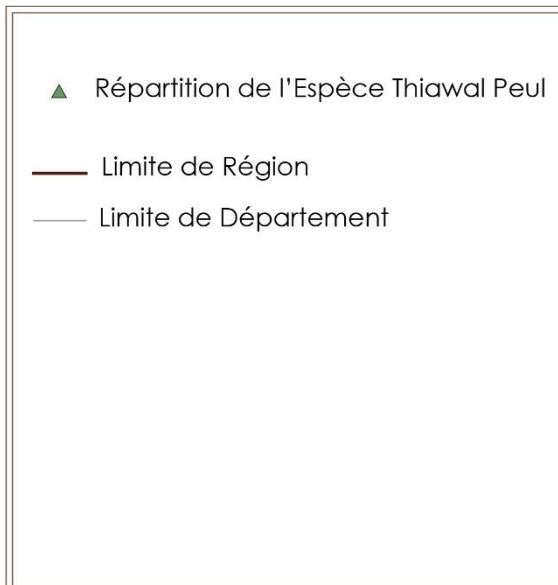 Répartition de l’Espèce Thiawal Peul
Limite de Région
Limite de Département